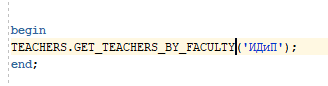 begin
TEACHERS.GET_TEACHERS_BY_FACULTY('ИДиП');
end;